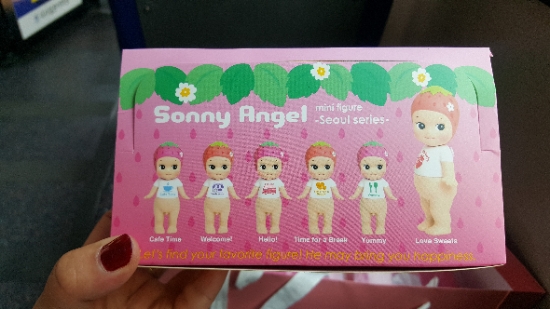 Sonny Angel
mini figure
-Seoul series-
Cafe Time Welcome! Hello! Time for a Break Yummy Love Sweets
Let's find your favorite figure! he may bring you happiness.